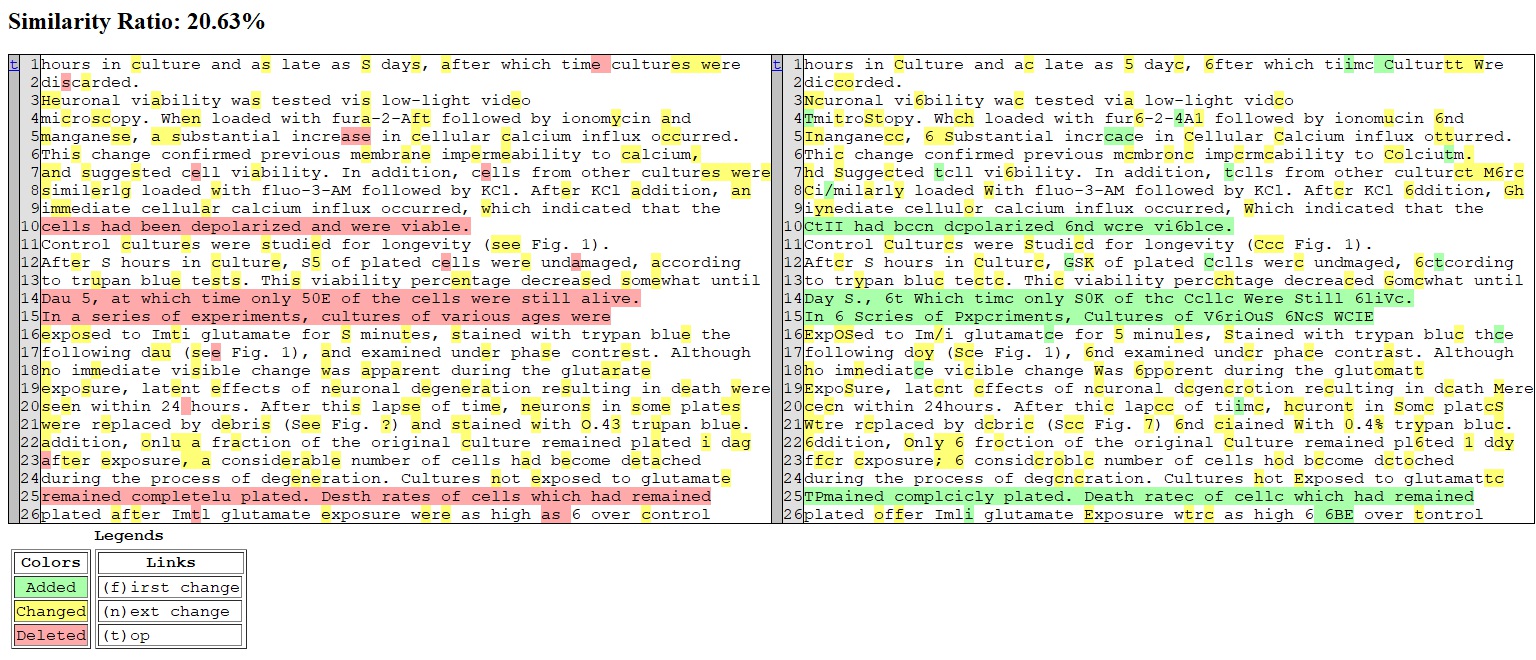 Similarity Ratio: 20.63%
t 1 hours in culture and as late as S days, after which time cultures were
2 discarded.
3 Heuronal viability was tested vis low-light video
4 microscopy. When loaded with fura-2-Aft followed by ionomycin and
5 manganese, a substantial increase in cellular calcium influx occurred.
6 This change confirmed previous membrane impermeability to calcium,
7 and suggested cell viability. In addition, cells from other cultures were
8 similerlg loaded with fluo-3-AM followed by KCl. After KCl addition, an
9 immediate cellular calcium influx occurred, which indicated that the
10 cells had been depolarized and were viable.
11 Control cultures were studied for longevity (see Fig. 1).
12 After S hours in culture, S5 of plated cells were undamaged, according
13 to trupan blue tests. This viability percentage decreased somewhat until
14 Dau 5, at which time only 50E of the cells were still alive.
15 In a series of experiments, cultures of various ages were
16 exposed to Imti glutamate for S minutes, stained with trypan blue the
17 following dau (see Fig. 1), and examined under phase contrest. Although
18 no immediate visible change was apparent during the glutarate
19 exposure, latent effects of neuronal degeneration resulting in death were
20 seen within 24 hours. After this lapse of time, neurons in some plates
21 were replaced by debris (See Fig. ?) and stained with O.43 trupan blue.
22 addition, onlu a fraction of the original culture remained plated i dag
23 after exposure, a considerable number of cells had become detached
24 during the process of degeneration. Cultures not exposed to glutamate
25 remained completelu plated. Desth rates of cells which had remained
26 plated after Imtl glutamate exposure were as high as 6 over control
t 1 hours in Culture and ac late as 5 dayc, 6fter which tiimc Culturtt Wre
2 diccorded.
3 Ncuronal vi6bility wac tested via low-light vidco
4 TmitroStopy. Whch loaded with fur6-2-4A1 followed by ionomucin 6nd
5 Inanganecc, 6 Substantial incrcace in Cellular Calcium influx otturred.
6 Thic change confirmed previous mcmbronc impcrmcability to Colciutm.
7 hd Suggected tcll vi6bility. In addition, tclls from other culturct M6rc
8 Ci/milarly loaded With fluo-3-AM followed by KCl. Aftcr KCl 6ddition, Gh
9 iynediate cellulor calcium influx occurred, Which indicated that the
10 CtII had bccn dcpolarized 6nd wcre vi6blce.
11 Control Culturcs were Studicd for longevity (Ccc Fig. 1).
12 Aftcr S hours in Culturc, GSK of plated Cclls werc undmaged, 6ctcording
13 to trypan bluc tectc. Thic viability percchtage decreaced Gomcwhat until
14 Day S., 6t Which timc only S0K of thc Ccllc Were Still 6liVc.
15 In 6 Scries of Pxpcriments, Cultures of V6riOuS 6NcS WCIE
16 ExpOSed to Im/i glutamatce for 5 minules, Stained with trypan bluc thce
17 following doy (Sce Fig. 1), 6nd examined undcr phace contrast. Although
18 ho imnediatce vicible change Was 6pporent during the glutomatt
19 ExpoSure, latcnt cffects of ncuronal dcgencrotion reculting in dcath Mere
20 cecn within 24hours. After thic lapcc of tiimc, hcuront in Somc platcS
21 Wtre rcplaced by dcbric (Scc Fig. 7) 6nd ciained With 0.4% trypan bluc.
22 6ddition, Only 6 froction of the original Culture remained pl6ted 1 ddy
23 ffcr cxposure; 6 considcroblc number of cells hod bccome dctoched
24 during the process of dcgcncration. Cultures hot Exposed to glutamattc
25 TPmained complcicly plated. Death ratec of cellc which had remained
26 plated offer Imli glutamate Exposure wtrc as high 6 6BE over tontrol
Legends
Colors Links
Added (f)irst change
Changed (n)ext change
Deleted (t)op